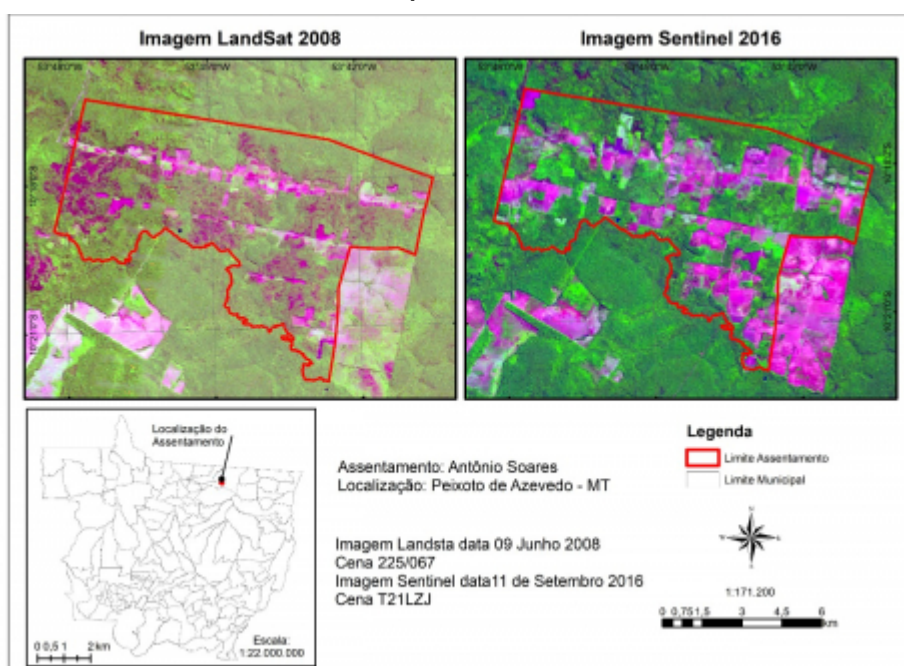 Imagem LandSat 2008
Imagem Sentinel 2016
Localização do
Assentamento
0 0,5 1 2 km
Escala:
1:22.000.000
Assentamento: Antônio Soares
Localização: Peixoto de Azevedo - MT
Imagem Landsta data 09 Junho 2008
Cena 225/067
Imagem Sentinel data11 de Setembro 2016
Cena T21LZJ
Legenda
Limite Assentamento
Limite Municipal
N
W
E
S
1:171.200
0 0,75 1,5 3 4 6
km